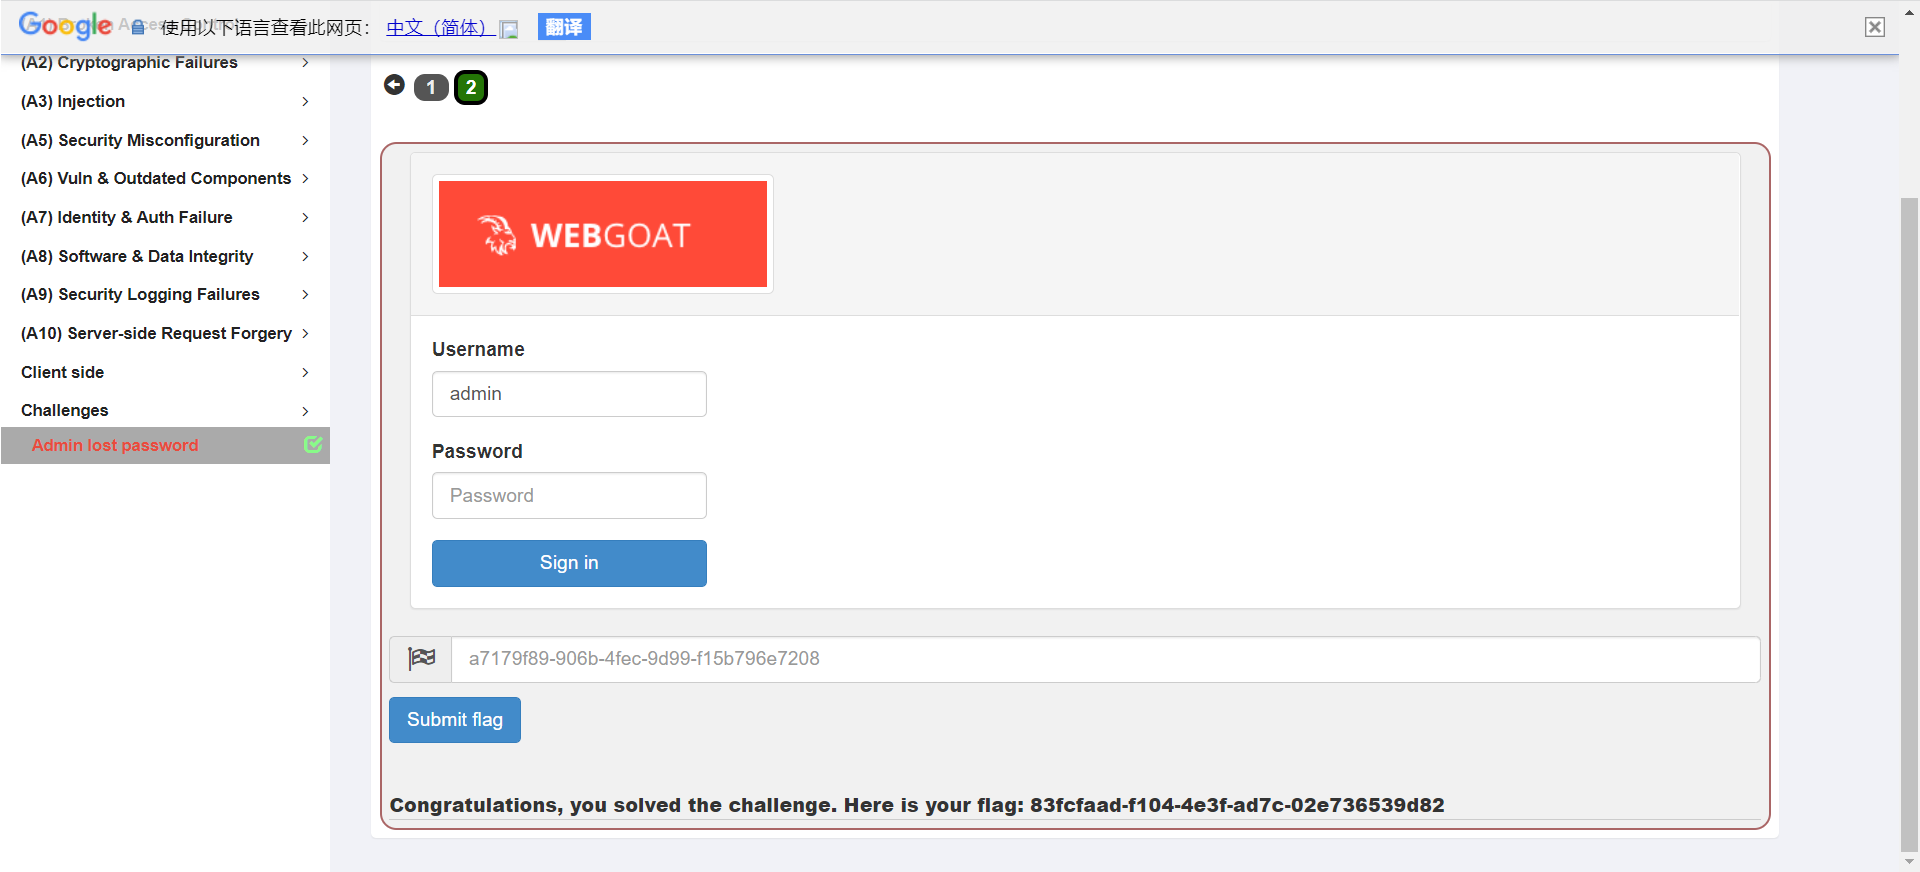 Google 使用以下语言查看此网页： 中文（简体） 翻译
(A2) Cryptographic Failures
(A3) Injection
(A5) Security Misconfiguration
(A6) Vuln & Outdated Components
(A7) Identity & Auth Failure
(A8) Software & Data Integrity
(A9) Security Logging Failures
(A10) Server-side Request Forgery
Client side
Challenges
Admin lost password
1 2
WEBGOAT
Username
admin
Password
Password
Sign in
a7179f89-906b-4fec-9d99-f15b796e7208
Submit flag
Congratulations, you solved the challenge. Here is your flag: 83fcfaad-f104-4e3f-ad7c-02e736539d82